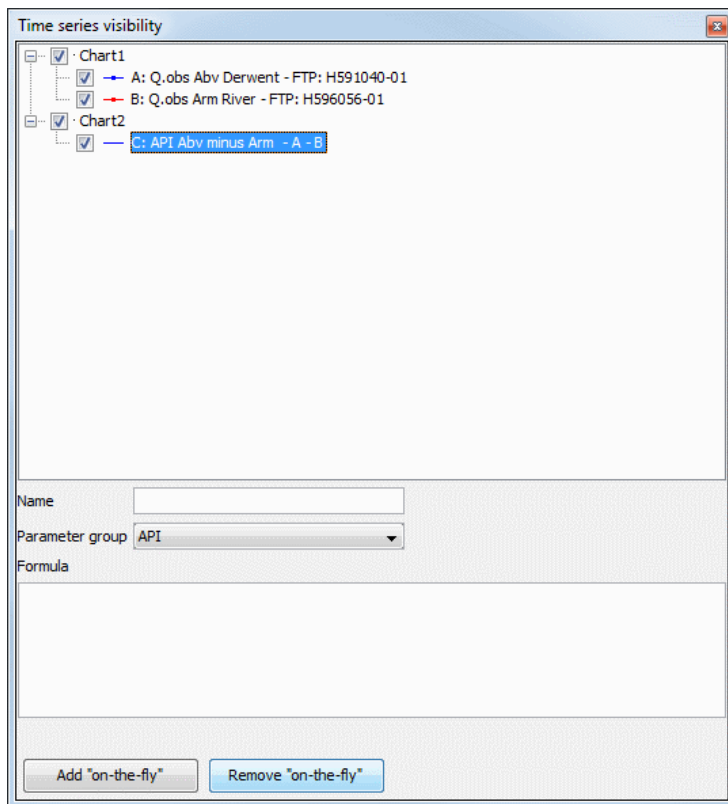 Time series visibility
· Chart1
A: Q.obs Abv Derwent - FTP: H591040-01
B: Q.obs Arm River - FTP: H596056-01
· Chart2
C: API Abv minus Arm  - A - B
Name
Parameter group API
Formula
Add "on-the-fly" Remove "on-the-fly"